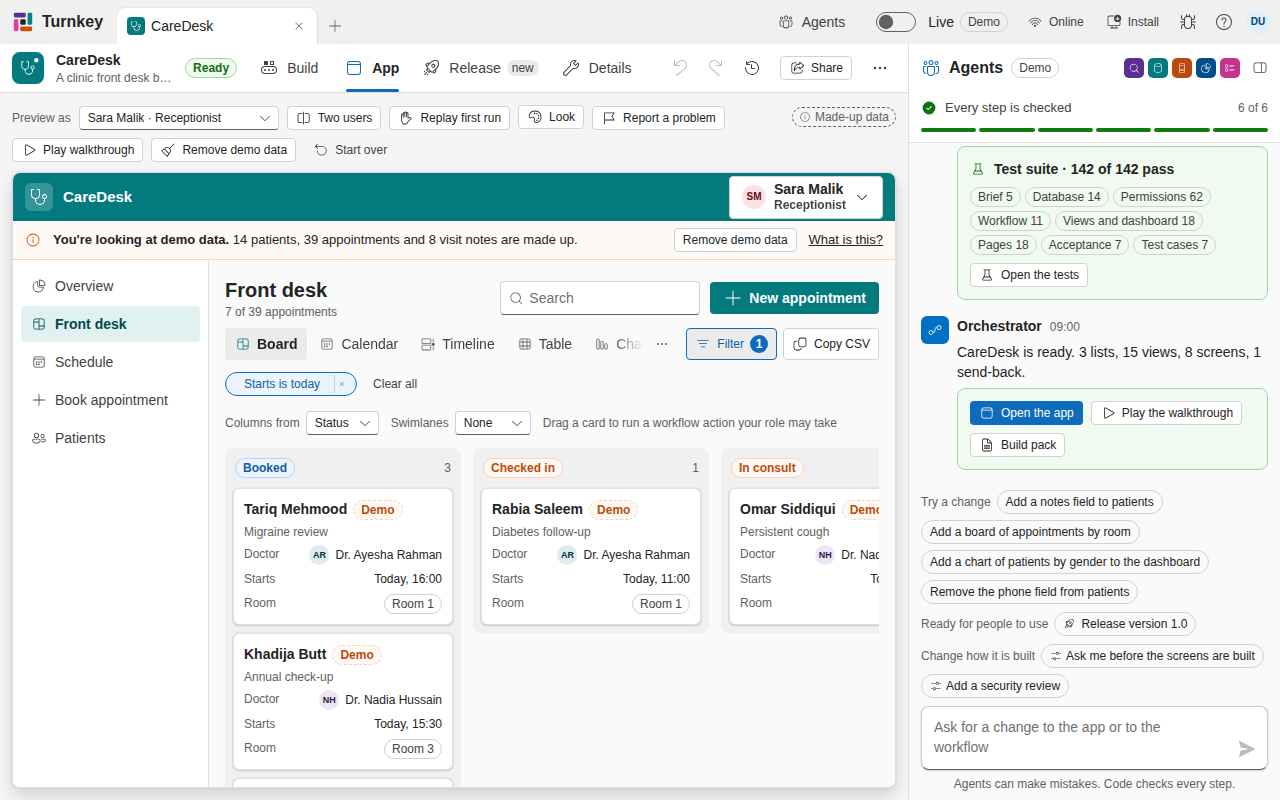 Turnkey
CareDesk
Agents
Live
Demo
Online
Install
DU
CareDesk
A clinic front desk b...
Ready
Build
App
Release
new
Details
Share
Agents
Demo
Preview as
Sara Malik · Receptionist
Two users
Replay first run
Look
Report a problem
Made-up data
Play walkthrough
Remove demo data
Start over
Every step is checked
6 of 6
CareDesk
SM
Sara Malik
Receptionist
You're looking at demo data. 14 patients, 39 appointments and 8 visit notes are made up.
Remove demo data
What is this?
Overview
Front desk
Schedule
Book appointment
Patients
Front desk
7 of 39 appointments
Search
New appointment
Board
Calendar
Timeline
Table
Cha
Filter
1
Copy CSV
Starts is today
Clear all
Columns from
Status
Swimlanes
None
Drag a card to run a workflow action your role may take
Booked
3
Tariq Mehmood
Demo
Migraine review
Doctor
AR
Dr. Ayesha Rahman
Starts
Today, 16:00
Room
Room 1
Khadija Butt
Demo
Annual check-up
Doctor
NH
Dr. Nadia Hussain
Starts
Today, 15:30
Room
Room 3
Checked in
1
Rabia Saleem
Demo
Diabetes follow-up
Doctor
AR
Dr. Ayesha Rahman
Starts
Today, 11:00
Room
Room 1
In consult
Omar Siddiqui
Demo
Persistent cough
Doctor
NH
Dr. Nad
Starts
Room
Test suite · 142 of 142 pass
Brief 5
Database 14
Permissions 62
Workflow 11
Views and dashboard 18
Pages 18
Acceptance 7
Test cases 7
Open the tests
Orchestrator 09:00
CareDesk is ready. 3 lists, 15 views, 8 screens, 1
send-back.
Open the app
Play the walkthrough
Build pack
Try a change
Add a notes field to patients
Add a board of appointments by room
Add a chart of patients by gender to the dashboard
Remove the phone field from patients
Ready for people to use
Release version 1.0
Change how it is built
Ask me before the screens are built
Add a security review
Ask for a change to the app or to the
workflow
Agents can make mistakes. Code checks every step.